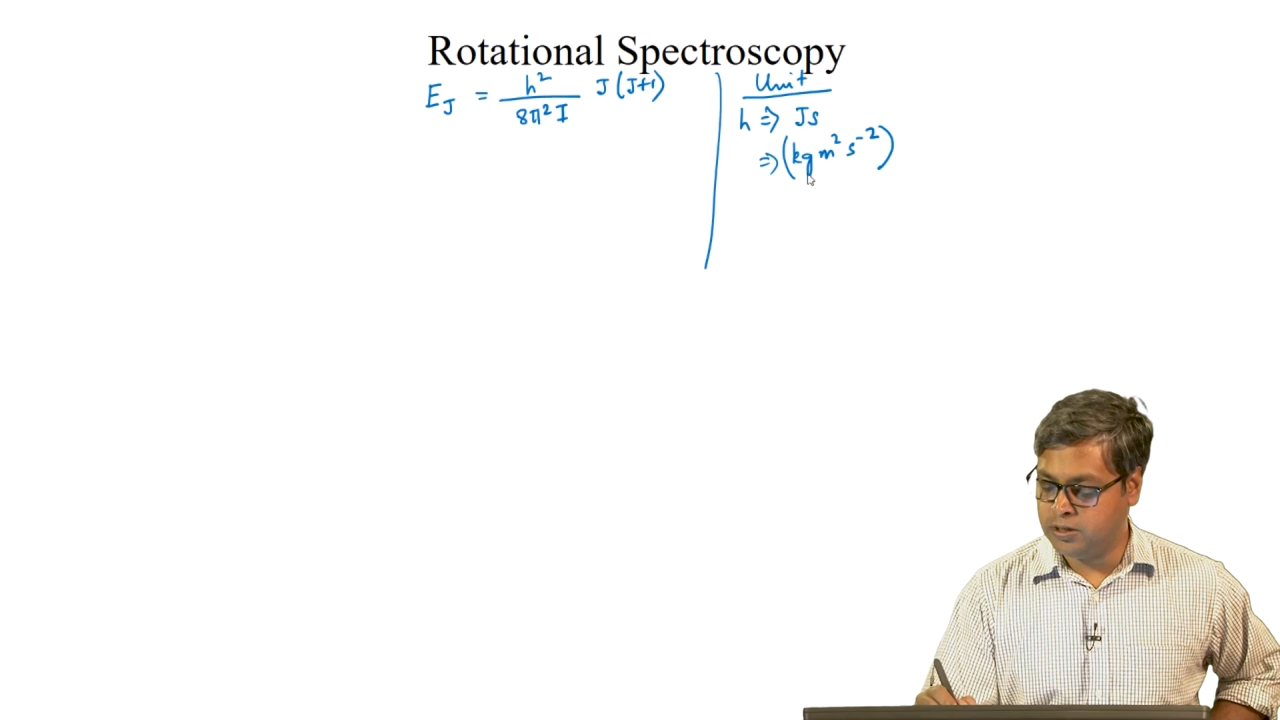 Rotational Spectroscopy
E_J = h² / 8π²I J(J+1)
Unit
h ⇒ Js
⇒ (kg m² s⁻²)